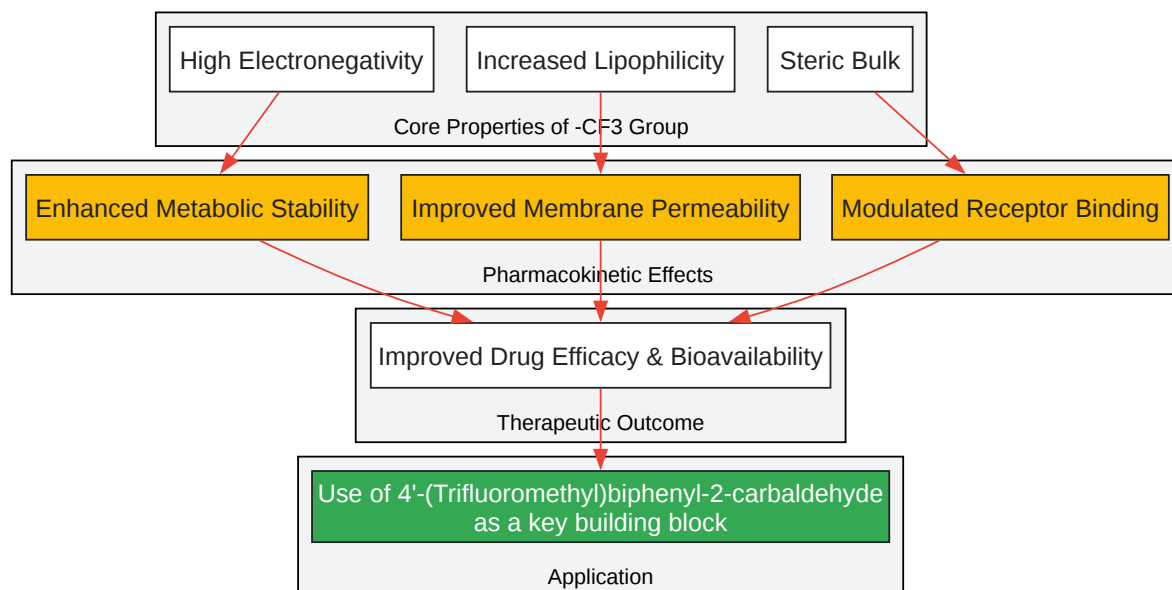 High Electronegativity
Increased Lipophilicity
Steric Bulk
Core Properties of -CF3 Group
Enhanced Metabolic Stability
Improved Membrane Permeability
Modulated Receptor Binding
Pharmacokinetic Effects
Improved Drug Efficacy & Bioavailability
Therapeutic Outcome
Use of 4'-(Trifluoromethyl)biphenyl-2-carbaldehyde
as a key building block
Application